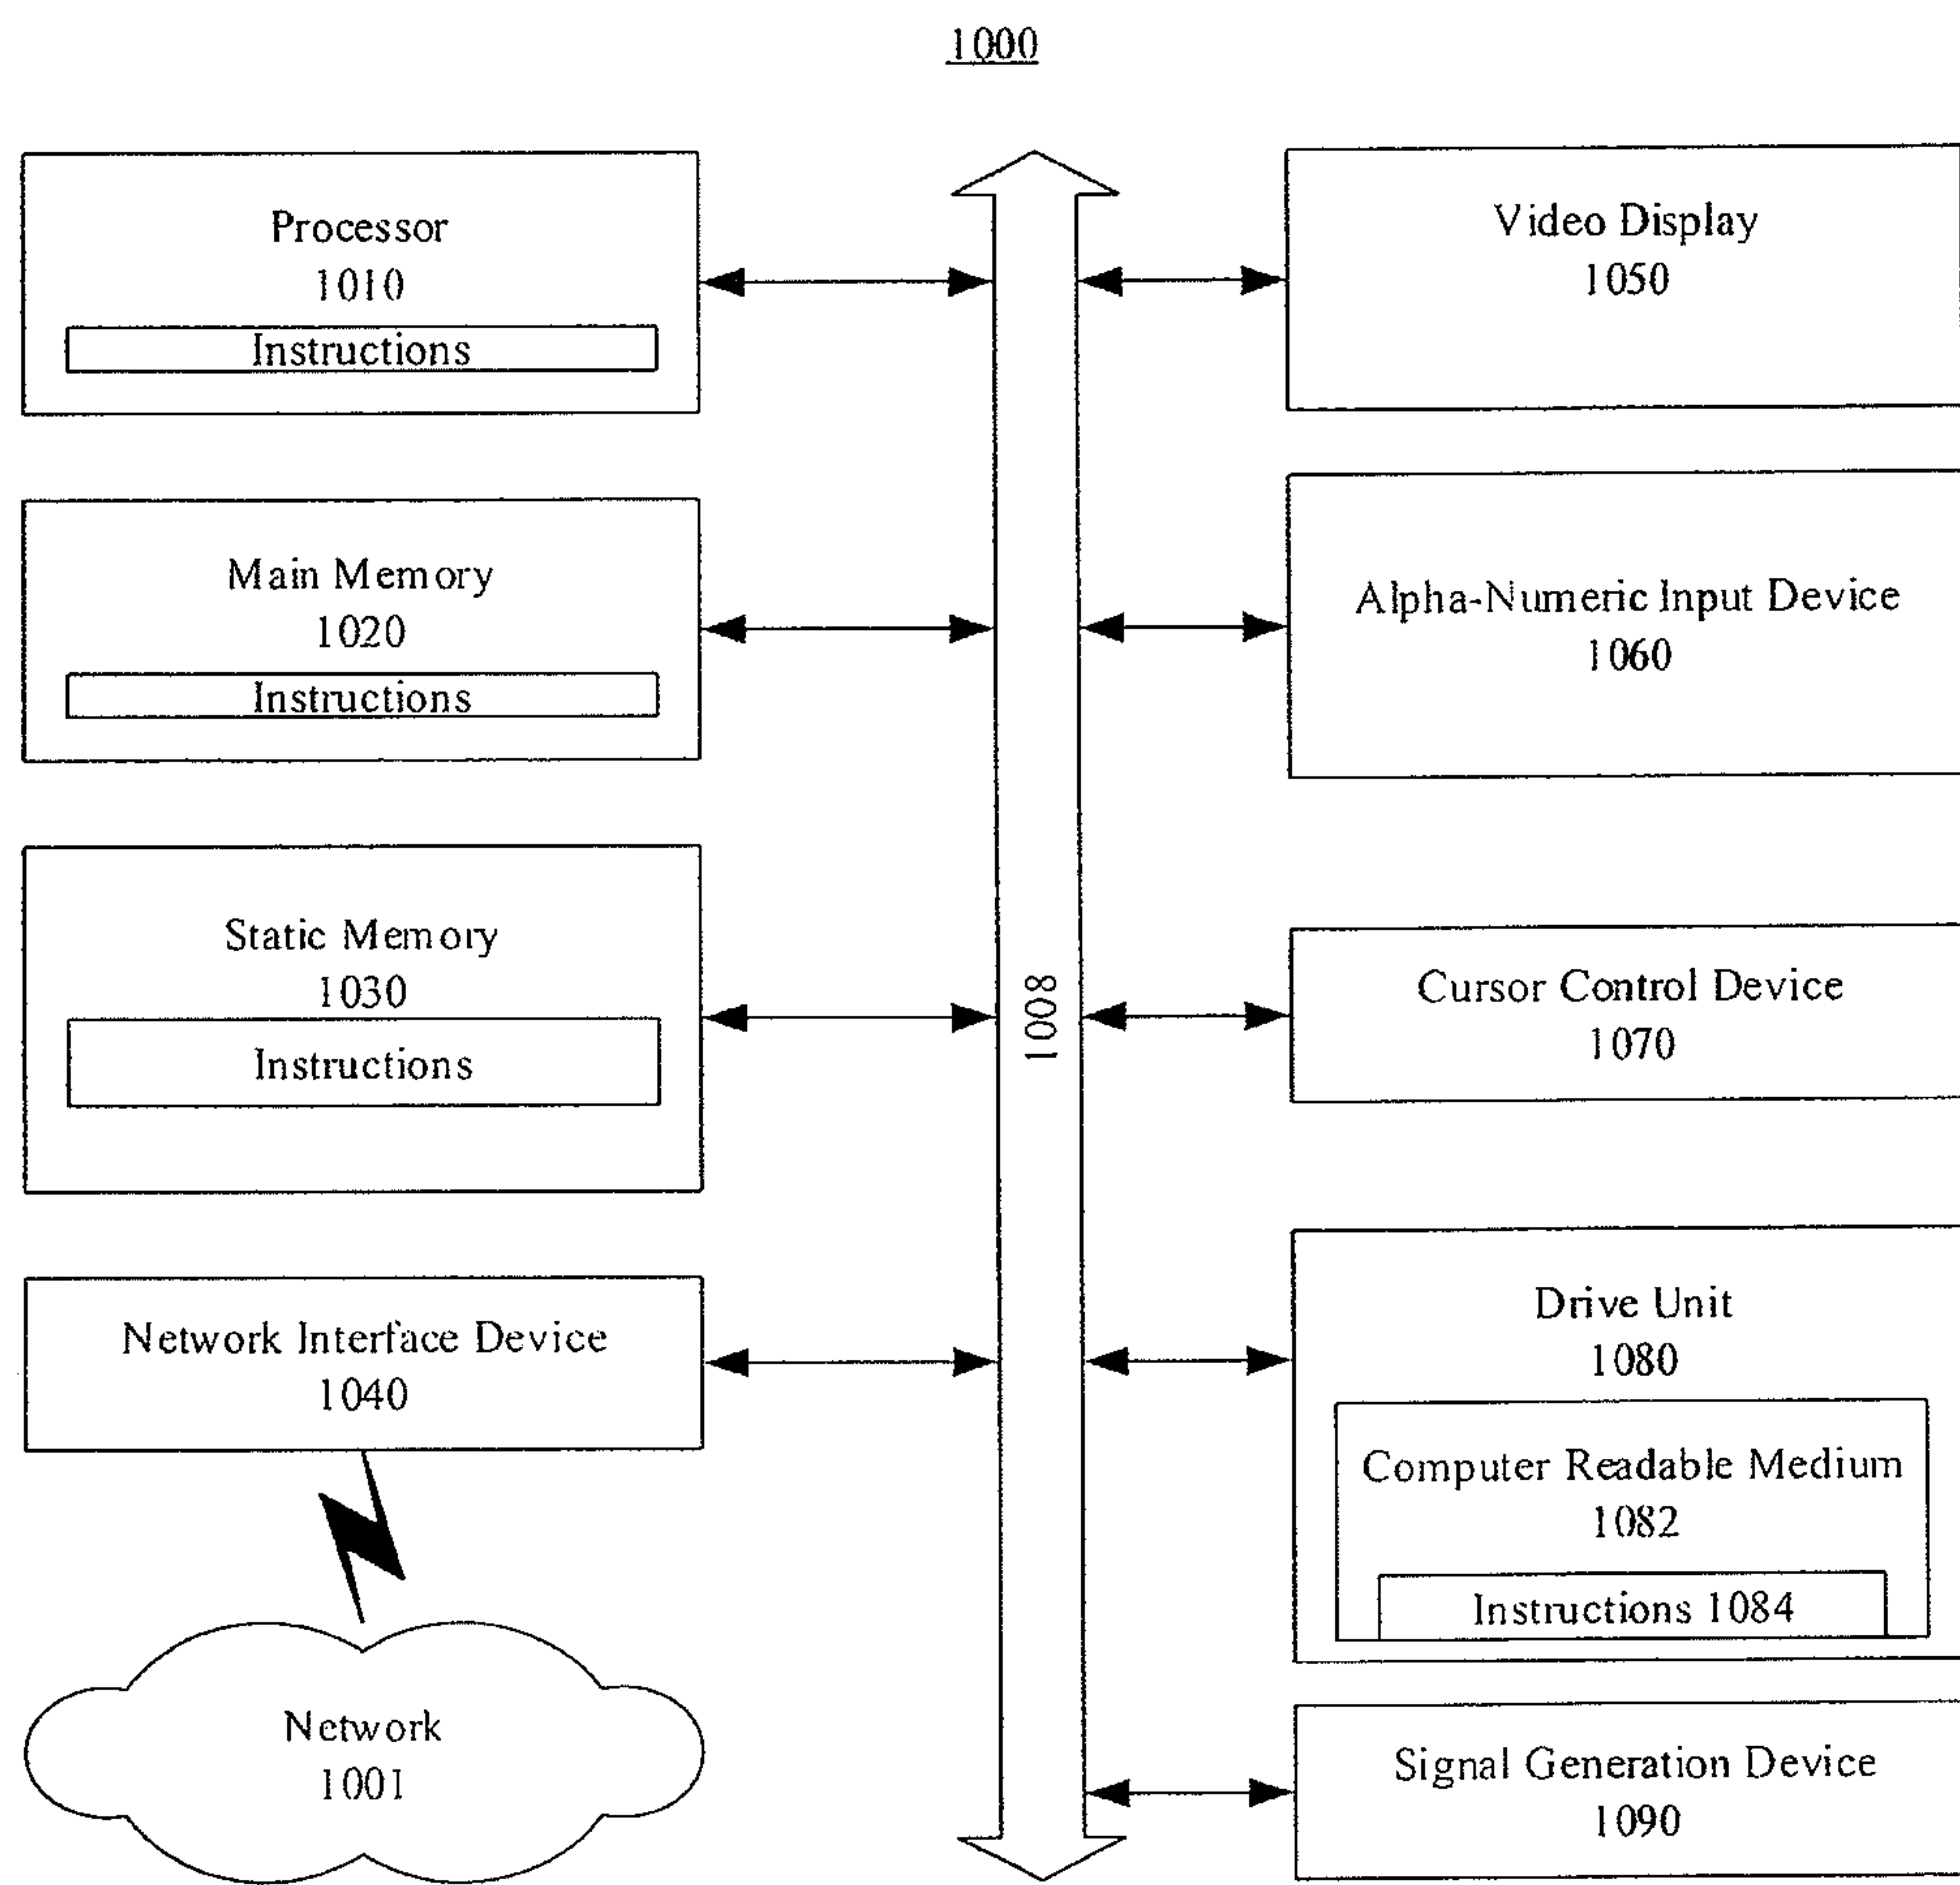 1000
Processor
1010
Instructions
Main Memory
1020
Instructions
Static Memory
1030
Instructions
Network Interface Device
1040
Network
1001
1008
Video Display
1050
Alpha-Numeric Input Device
1060
Cursor Control Device
1070
Drive Unit
1080
Computer Readable Medium
1082
Instructions 1084
Signal Generation Device
1090